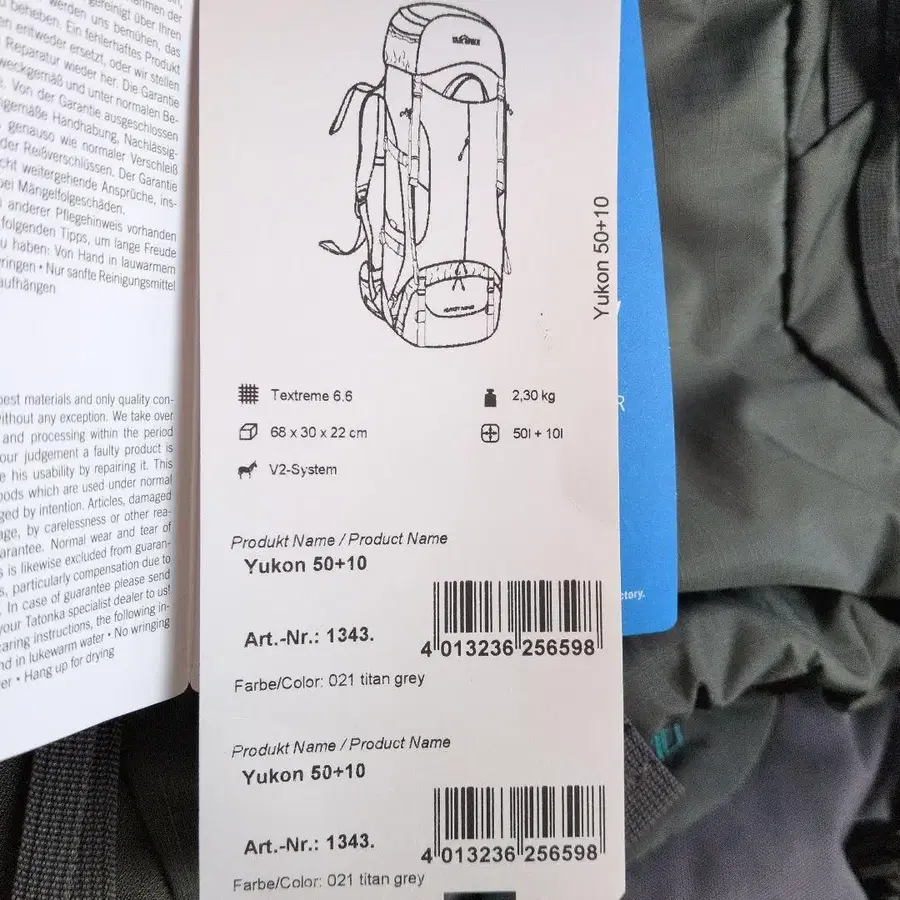 nahmen der
gereinigt über Ihren
werden uns bemühen, das
beheben. Ein fehlerhaftes Produkt
entweder ersetzt, oder wir stellen
Reparatur wieder her. Die Garantie
weckgemäß und unter normalen Be-
Von der Garantie ausgeschlossen
gemäße Handhabung, Nachlässig-
genauso wie normaler Verschleiß
der Reißverschlüssen. Der Garantie
cht weitergehende Ansprüche, ins-
bei Mängelfolgeschäden.
anderer Pflegehinweis vorhanden
folgenden Tipps, um lange Freude
u haben: Von Hand in lauwarmem
ringen • Nur sanfte Reinigungsmittel
aufhängen
best materials and only quality con-
ithout any exception. We take over
and processing within the period
our judgement a faulty product is
e his usability by repairing it. This
oods which are used under normal
ged by intention. Articles, damaged
age, by carelessness or other rea-
arantee. Normal wear and tear of
s is likewise excluded from guaran-
s, particularly compensation due to
. In case of guarantee please send
your Tatonka specialist dealer to us!
caring instructions, the following in-
nd in lukewarm water • No wringing
er • Hang up for drying
TATONKA
Yukon 50+10
Textreme 6.6
2,30 kg
68 x 30 x 22 cm
50l + 10l
V2-System
Produkt Name / Product Name
Yukon 50+10
Art.-Nr.: 1343.
4 013236 256598
Farbe/Color: 021 titan grey
Produkt Name / Product Name
Yukon 50+10
Art.-Nr.: 1343.
4 013236 256598
Farbe/Color: 021 titan grey
R
ctory.